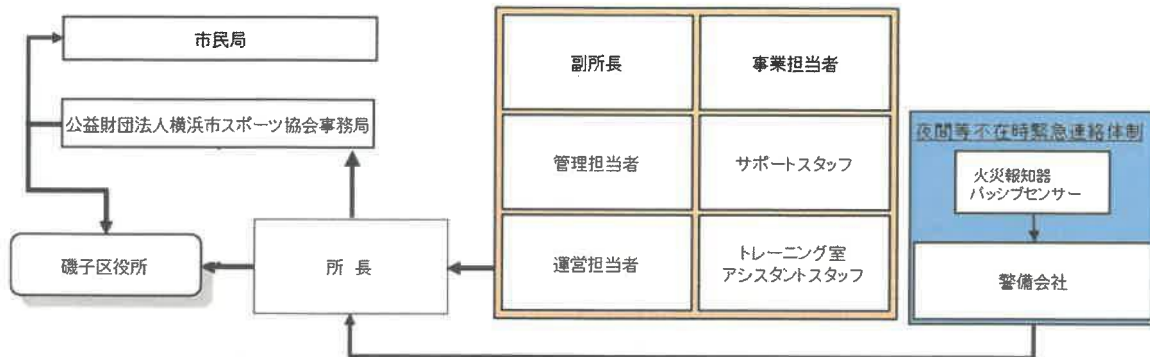 市民局
公益財団法人横浜市スポーツ協会事務局
磯子区役所
所 長
副所長
事業担当者
管理担当者
サポートスタッフ
運営担当者
トレーニング室
アシスタントスタッフ
夜間等不在時緊急連絡体制
火災報知器
パッシブセンサー
警備会社